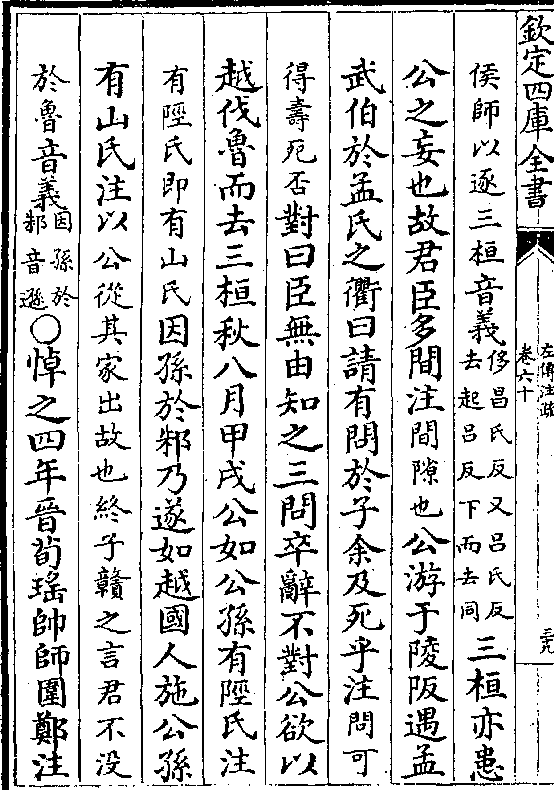 欽定四庫全書
左傳注疏
卷六十
侯師以逐三桓音義侈昌氏反又呂氏反
去起呂反下而去同三桓亦患
公之妄也故君臣多間注間隙也公游于陵阪遇孟
武伯於孟氏之衢曰請有問於子余及死乎注問可
得壽死否對曰臣無由知之三問卒辭不對公欲以
越伐魯而去三桓秋八月甲戌公如公孫有陘氏注
有陘氏即有山氏因孫於邾乃遂如越國人施公孫
有山氏注以公從其家出故也終子贛之言君不没
於魯音義因孫於
邾音遜〇悼之四年晉荀瑤帥師圍鄭注